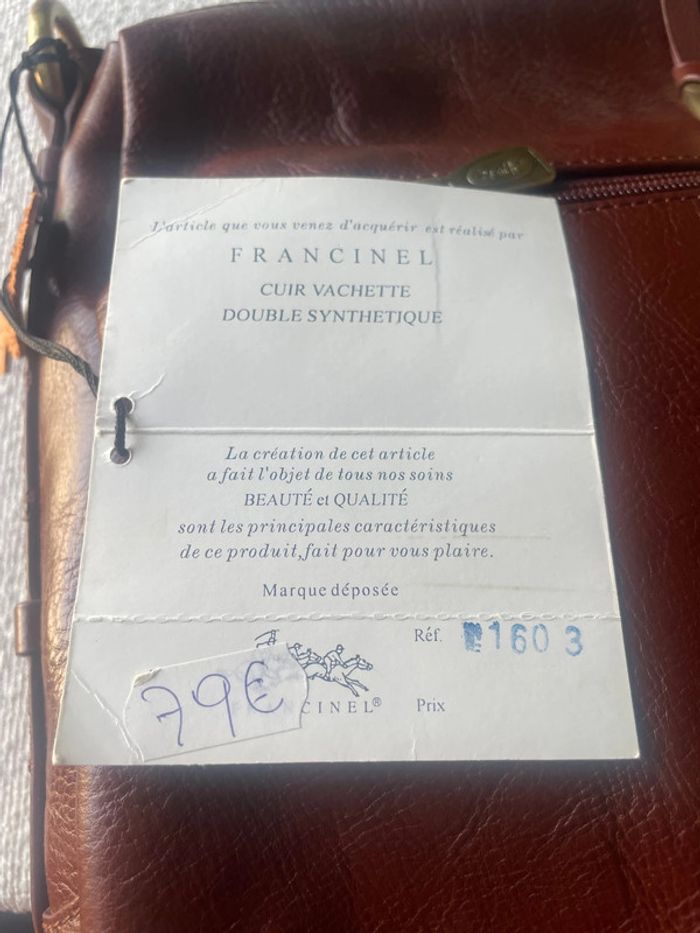 L'article que vous venez d'acquérir est réalisé par
FRANCINEL
CUIR VACHETTE
DOUBLE SYNTHETIQUE
La création de cet article
a fait l'objet de tous nos soins
BEAUTÉ et QUALITÉ
sont les principales caractéristiques
de ce produit, fait pour vous plaire.
Marque déposée
Réf. 1603
79€
CINEL®
Prix